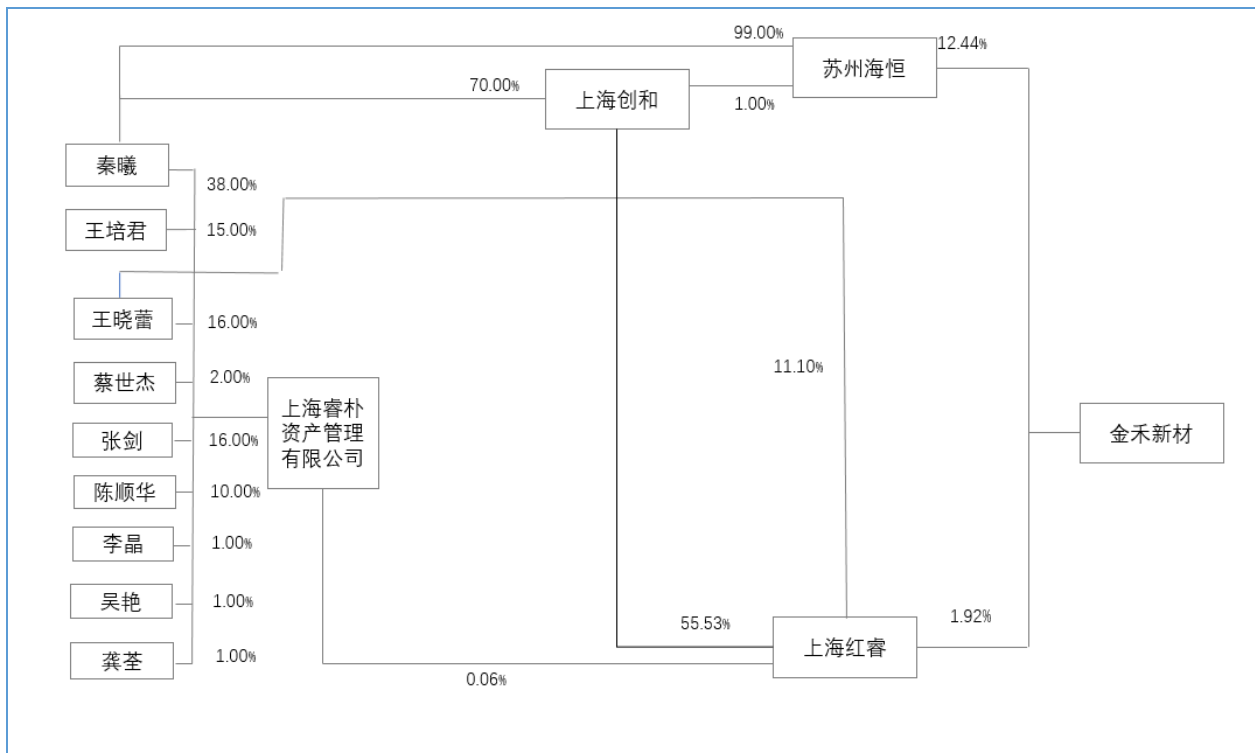 99.00%
12.44%
苏州海恒
70.00%
上海创和
1.00%
秦曦
38.00%
王培君
15.00%
王晓蕾
16.00%
11.10%
蔡世杰
2.00%
上海睿朴
资产管理
有限公司
张剑
16.00%
金禾新材
陈顺华
10.00%
李晶
1.00%
吴艳
1.00%
55.53%
1.92%
上海红睿
龚荃
1.00%
0.06%